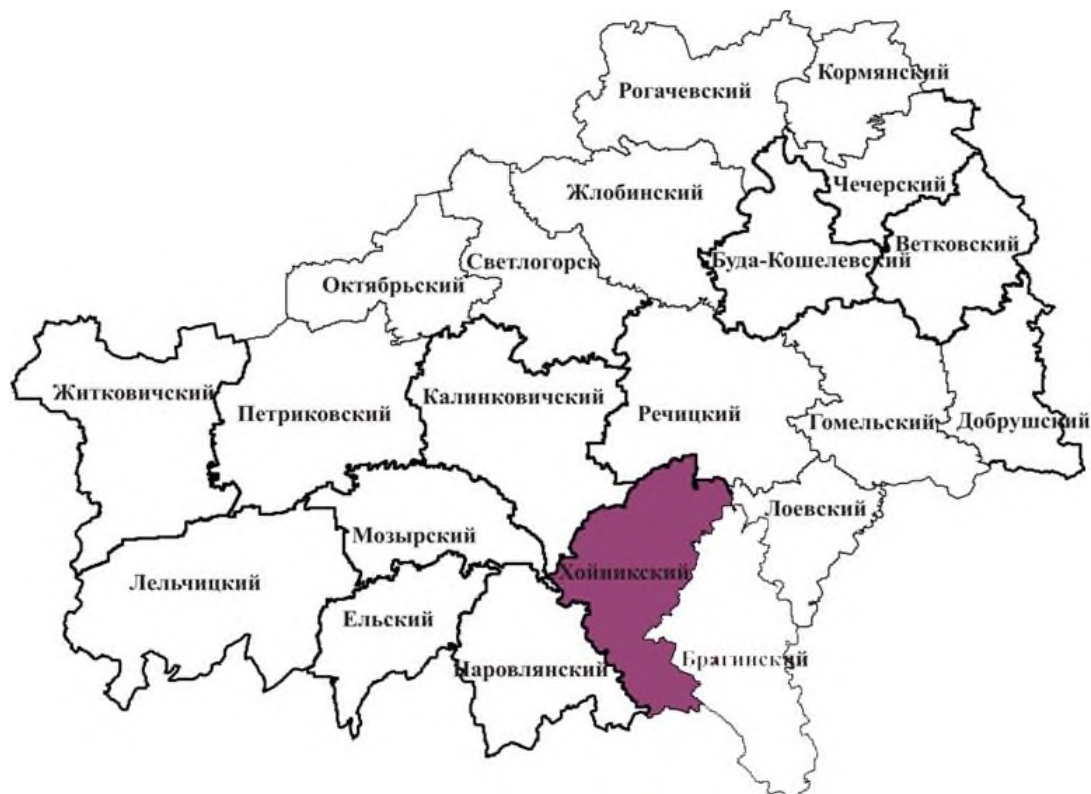 Кормянский
Рогачевский
Чечерский
Жлобинский
Ветковский
Буда-Кошелевский
Светлогорск
Октябрьский
Житковичский
Калинковичский
Петриковский
Речицкий
Гомельский
Добрушский
Лоевский
Мозырский
Хойникский
Лельчицкий
Ельский
Наровлянский
Брагинский